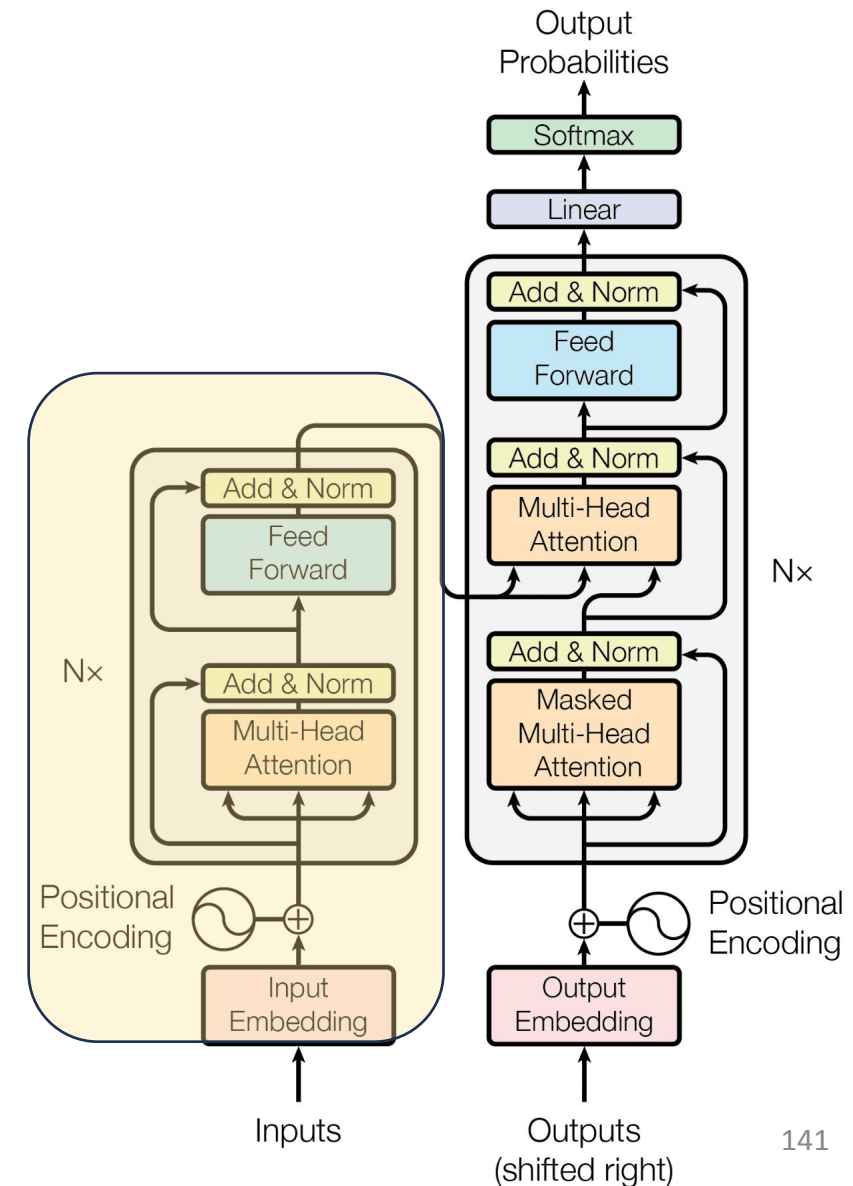 Output
Probabilities
Softmax
Linear
Add & Norm
Feed
Forward
Add & Norm
Multi-Head
Attention
N×
Add & Norm
Masked
Multi-Head
Attention
Positional
Encoding
Output
Embedding
Outputs
(shifted right)
Add & Norm
Feed
Forward
N×
Add & Norm
Multi-Head
Attention
Positional
Encoding
Input
Embedding
Inputs
141